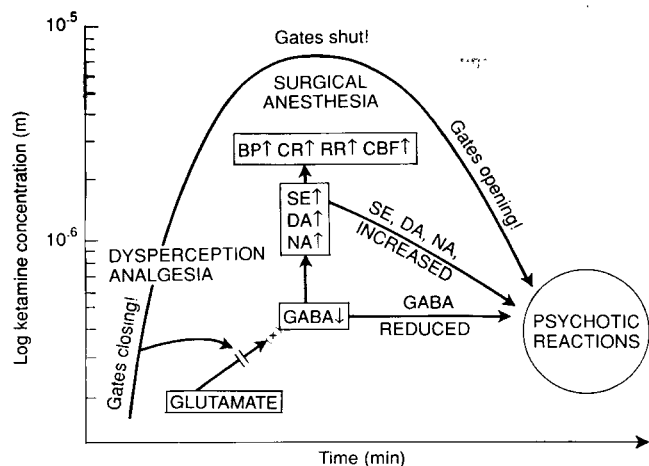 10-5
Gates shut!
SURGICAL
ANESTHESIA
BP↑ CR↑ RR↑ CBF↑
SE↑
DA↑
NA↑
Gates opening!
SE, DA, NA,
INCREASED
Log ketamine concentration (m)
10-6
DYSPERCEPTION
ANALGESIA
GABA↓
GABA
REDUCED
PSYCHOTIC
REACTIONS
Gates closing!
GLUTAMATE
Time (min)